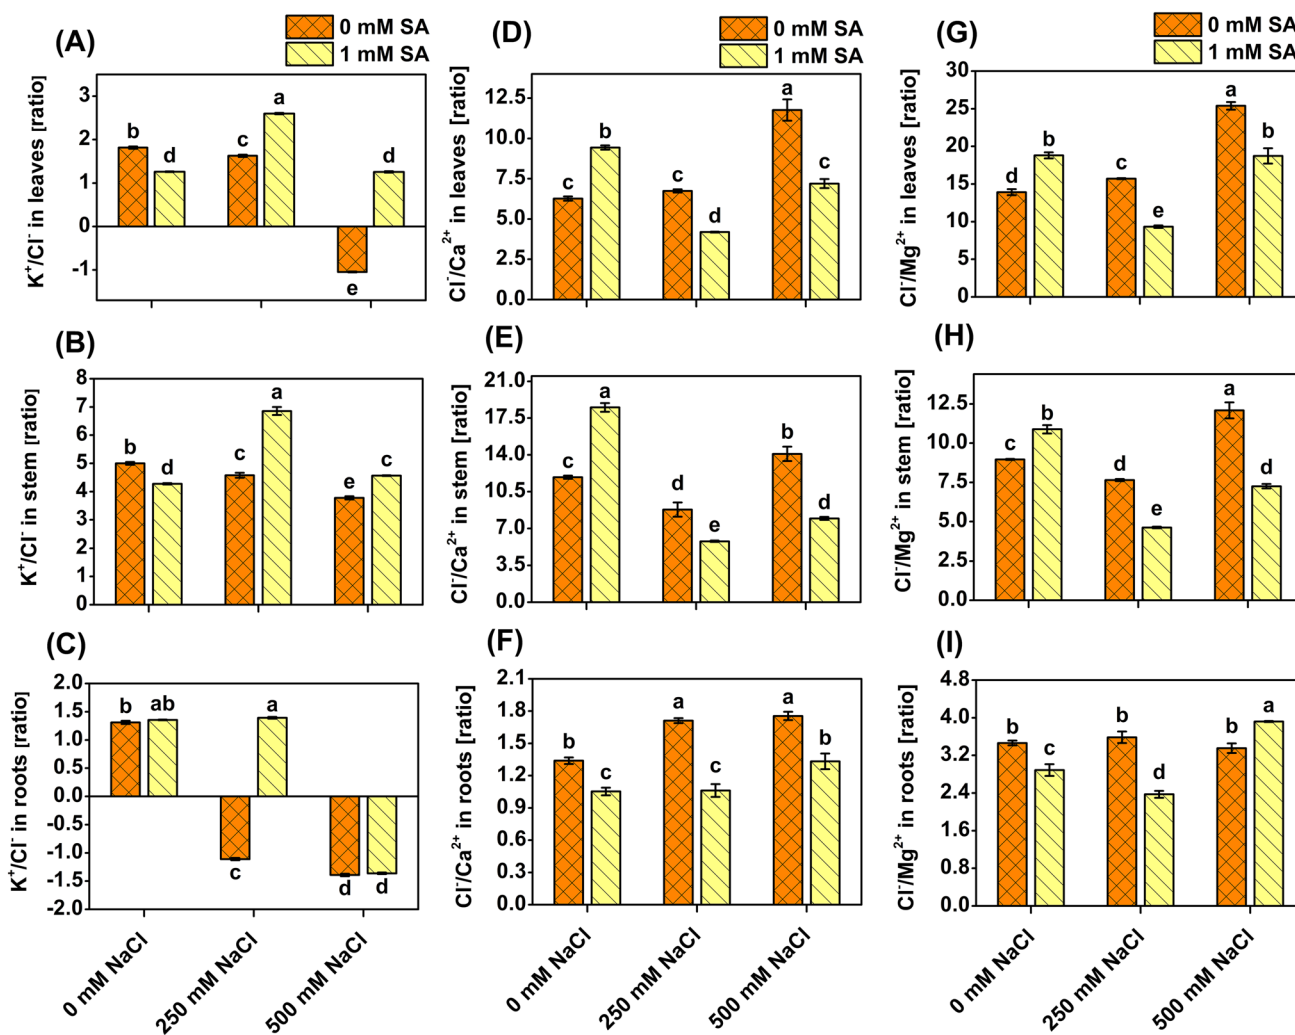 (A)
0 mM SA
1 mM SA
K⁺/Cl⁻ in leaves [ratio]
3
2
1
0
-1
b
d
c
a
e
d
(D)
0 mM SA
1 mM SA
Cl⁻/Ca²⁺ in leaves [ratio]
12.5
10.0
7.5
5.0
2.5
0.0
c
b
c
d
a
c
(G)
0 mM SA
1 mM SA
Cl⁻/Mg²⁺ in leaves [ratio]
30
25
20
15
10
5
0
d
b
c
e
a
b
(B)
K⁺/Cl⁻ in stem [ratio]
8
7
6
5
4
4
2
1
0
b
d
c
a
e
c
(E)
Cl⁻/Ca²⁺ in stem [ratio]
21.0
17.5
14.0
10.5
7.0
3.5
0.0
c
a
d
e
b
d
(H)
Cl⁻/Mg²⁺ in stem [ratio]
12.5
10.0
7.5
5.0
2.5
0.0
c
b
d
e
a
d
(C)
K⁺/Cl⁻ in roots [ratio]
2.0
1.5
1.0
0.5
0.0
-0.5
-1.0
-1.5
-2.0
b
ab
c
a
d
d
0 mM NaCl
250 mM NaCl
500 mM NaCl
(F)
Cl⁻/Ca²⁺ in roots [ratio]
2.1
1.8
1.5
1.2
0.9
0.6
0.3
0.0
b
c
a
c
a
b
0 mM NaCl
250 mM NaCl
500 mM NaCl
(I)
Cl⁻/Mg²⁺ in roots [ratio]
4.8
4.0
3.2
2.4
1.6
0.8
0.0
b
c
b
d
b
a
0 mM NaCl
250 mM NaCl
500 mM NaCl